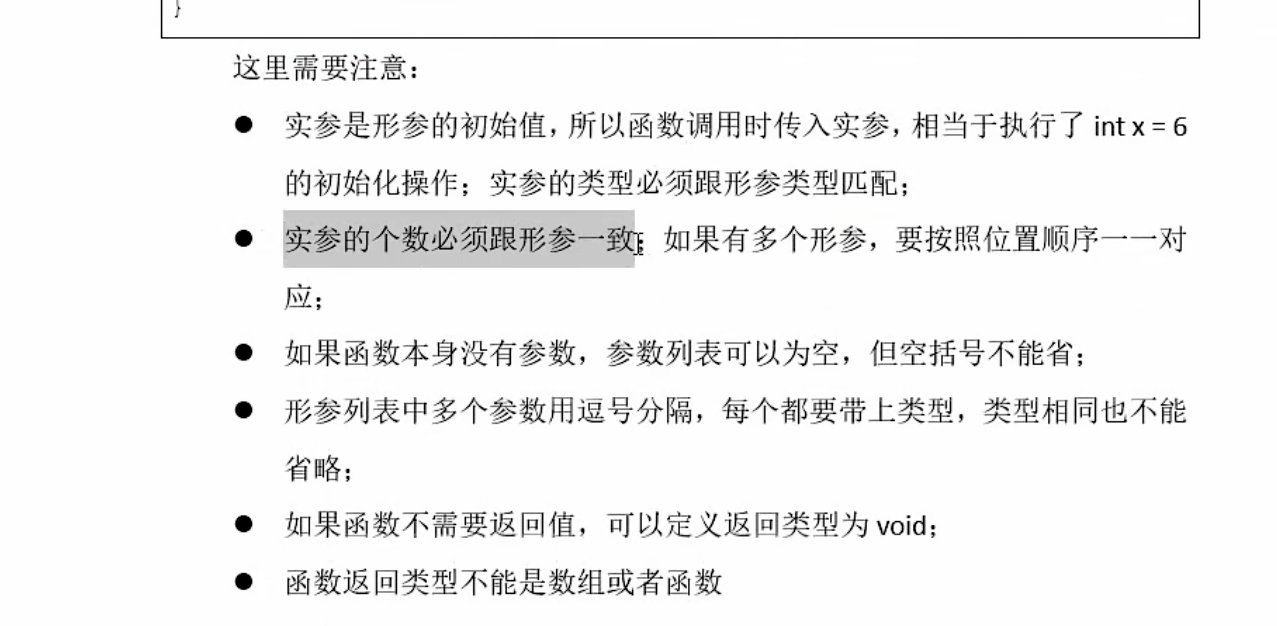 }
这里需要注意：
● 实参是形参的初始值，所以函数调用时传入实参，相当于执行了 int x = 6
的初始化操作；实参的类型必须跟形参类型匹配；
● 实参的个数必须跟形参一致；如果有多个形参，要按照位置顺序一一对
应；
● 如果函数本身没有参数，参数列表可以为空，但空括号不能省；
● 形参列表中多个参数用逗号分隔，每个都要带上类型，类型相同也不能
省略；
● 如果函数不需要返回值，可以定义返回类型为 void；
● 函数返回类型不能是数组或者函数